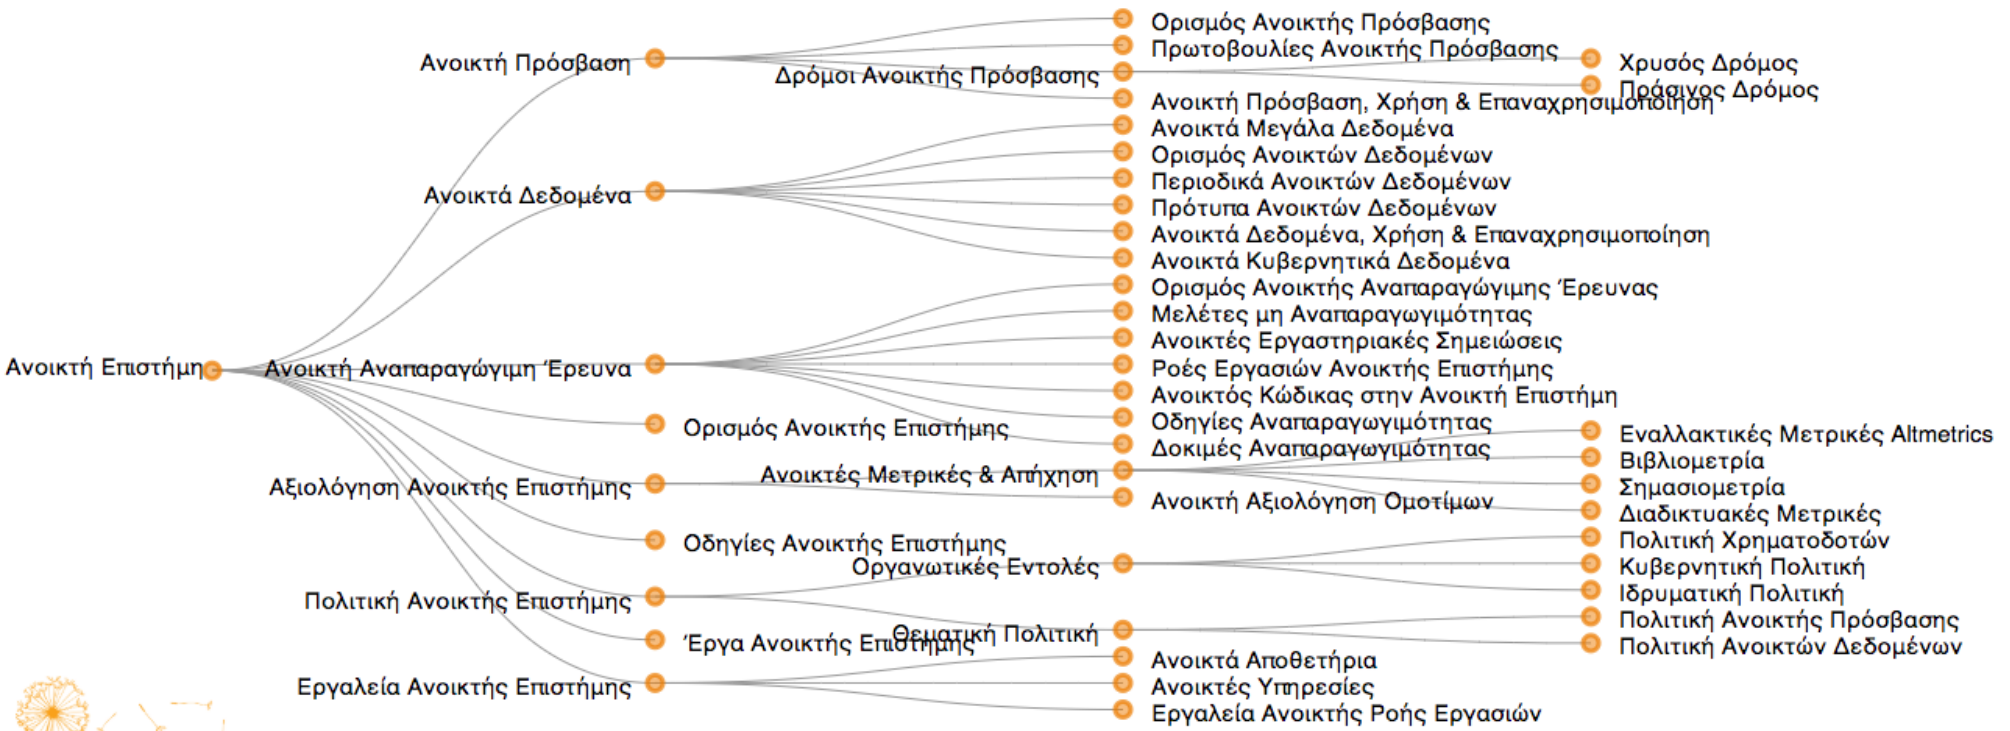 Ανοικτή Επιστήμη
Ανοικτή Πρόσβαση
Ορισμός Ανοικτής Πρόσβασης
Πρωτοβουλίες Ανοικτής Πρόσβασης
Δρόμοι Ανοικτής Πρόσβασης
Χρυσός Δρόμος
Πράσινος Δρόμος
Ανοικτή Πρόσβαση, Χρήση & Επαναχρησιμοποίηση
Ανοικτά Δεδομένα
Ανοικτά Μεγάλα Δεδομένα
Ορισμός Ανοικτών Δεδομένων
Περιοδικά Ανοικτών Δεδομένων
Πρότυπα Ανοικτών Δεδομένων
Ανοικτά Δεδομένα, Χρήση & Επαναχρησιμοποίηση
Ανοικτά Κυβερνητικά Δεδομένα
Ανοικτή Αναπαραγώγιμη Έρευνα
Ορισμός Ανοικτής Αναπαραγώγιμης Έρευνας
Μελέτες μη Αναπαραγωγιμότητας
Ανοικτές Εργαστηριακές Σημειώσεις
Ροές Εργασιών Ανοικτής Επιστήμης
Ανοικτός Κώδικας στην Ανοικτή Επιστήμη
Οδηγίες Αναπαραγωγιμότητας
Δοκιμές Αναπαραγωγιμότητας
Ορισμός Ανοικτής Επιστήμης
Αξιολόγηση Ανοικτής Επιστήμης
Ανοικτές Μετρικές & Απήχηση
Εναλλακτικές Μετρικές Altmetrics
Βιβλιομετρία
Σημασιομετρία
Διαδικτυακές Μετρικές
Ανοικτή Αξιολόγηση Ομοτίμων
Οδηγίες Ανοικτής Επιστήμης
Πολιτική Ανοικτής Επιστήμης
Οργανωτικές Εντολές
Πολιτική Χρηματοδοτών
Κυβερνητική Πολιτική
Ιδρυματική Πολιτική
Θεματική Πολιτική
Πολιτική Ανοικτής Πρόσβασης
Πολιτική Ανοικτών Δεδομένων
Έργα Ανοικτής Επιστήμης
Εργαλεία Ανοικτής Επιστήμης
Ανοικτά Αποθετήρια
Ανοικτές Υπηρεσίες
Εργαλεία Ανοικτής Ροής Εργασιών